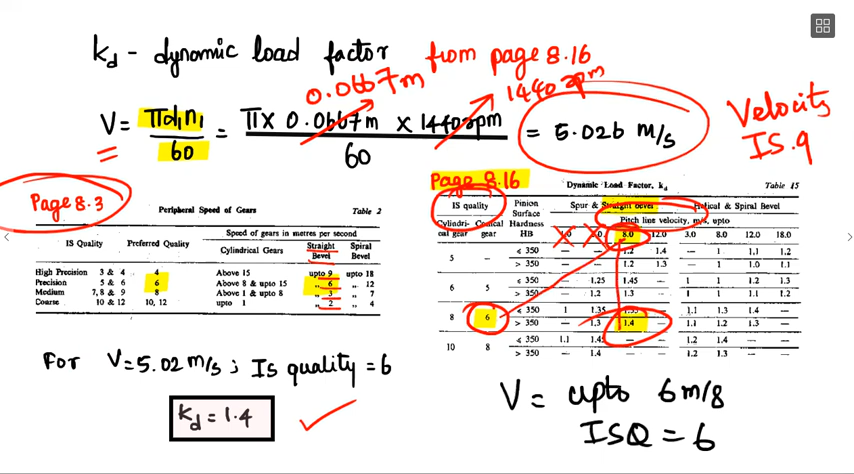 kd - dynamic load factor from page 8.16
0.0667m
1440 rpm
V = πd1n1 / 60 = π x 0.0667m x 1440rpm / 60 = 5.026 m/s
Velocity
IS.9
Page 8.3
Page 8.16
Peripheral Speed of Gears Table 2
IS Quality Preferred Quality Speed of gears in metres per second
Cylindrical Gears Straight Bevel Spiral Bevel
High Precision 3 & 4 4 Above 15 upto 9 upto 18
Precision 5 & 6 6 Above 8 & upto 15 „ 6 „ 12
Medium 7, 8 & 9 8 Above 1 & upto 8 „ 3 „ 7
Coarse 10 & 12 10, 12 upto 1 „ 2 „ 4
Dynamic Load Factor, kd Table 15
IS quality Pinion Surface Hardness HB Spur & Straight bevel Helical & Spiral Bevel
Cylindri-cal gear Conical gear Pitch line velocity, m/s, upto
8.0 12.0 3.0 8.0 12.0 18.0
5 — ≤ 350 — — 1.2 1.4 — 1 1.1 1.2
> 350 — — 1.2 1.3 — 1 1.0 1.1
6 5 ≤ 350 — 1.25 1.45 — 1 1 1.2 1.3
> 350 — 1.2 1.3 — 1 1 1.1 1.2
8 6 ≤ 350 1 1.35 1.55 — 1.1 1.3 1.4 —
> 350 — 1.3 1.4 — 1.1 1.2 1.3 —
10 8 ≤ 350 1.1 1.45 — — 1.2 1.4 — —
> 350 — 1.4 — — 1.2 1.3 — —
For V=5.02 m/s ; Is quality = 6
kd = 1.4
V = upto 6m/s
ISQ = 6